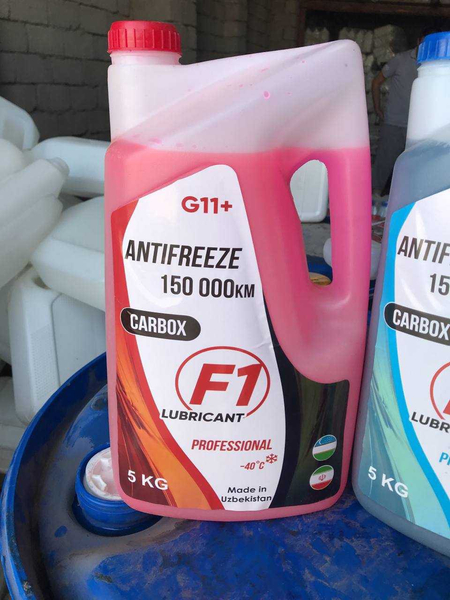 G11+
ANTIFREEZE
150 000KM
CARBOX
F1
LUBRICANT
PROFESSIONAL
-40°C
5 KG
Made in
Uzbekistan
ANTIF
15
CARBOX
LUBR
5 KG